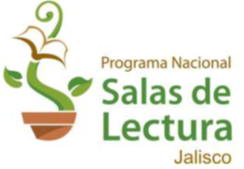 Programa Nacional
Salas de
Lectura
Jalisco